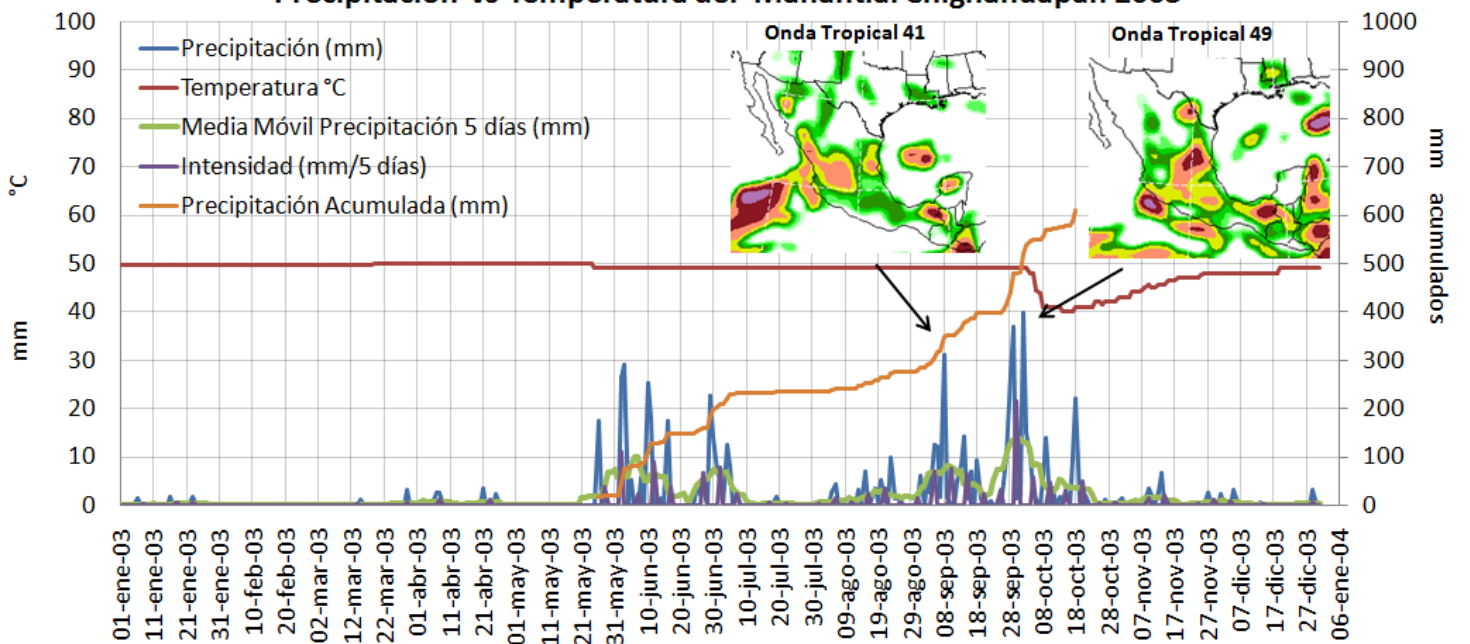 Precipitación vs Temperatura del Manantial Chignahuapan 2003
Precipitación (mm)
Temperatura °C
Media Móvil Precipitación 5 días (mm)
Intensidad (mm/5 días)
Precipitación Acumulada (mm)
Onda Tropical 41
Onda Tropical 49
°C
mm
mm acumulados
100
90
80
70
60
50
40
30
20
10
0
1000
900
800
700
600
500
400
300
200
100
0
01-ene-03
11-ene-03
21-ene-03
31-ene-03
10-feb-03
20-feb-03
02-mar-03
12-mar-03
22-mar-03
01-abr-03
11-abr-03
21-abr-03
01-may-03
11-may-03
21-may-03
31-may-03
10-jun-03
20-jun-03
30-jun-03
10-jul-03
20-jul-03
30-jul-03
09-ago-03
19-ago-03
29-ago-03
08-sep-03
18-sep-03
28-sep-03
08-oct-03
18-oct-03
28-oct-03
07-nov-03
17-nov-03
27-nov-03
07-dic-03
17-dic-03
27-dic-03
06-ene-04